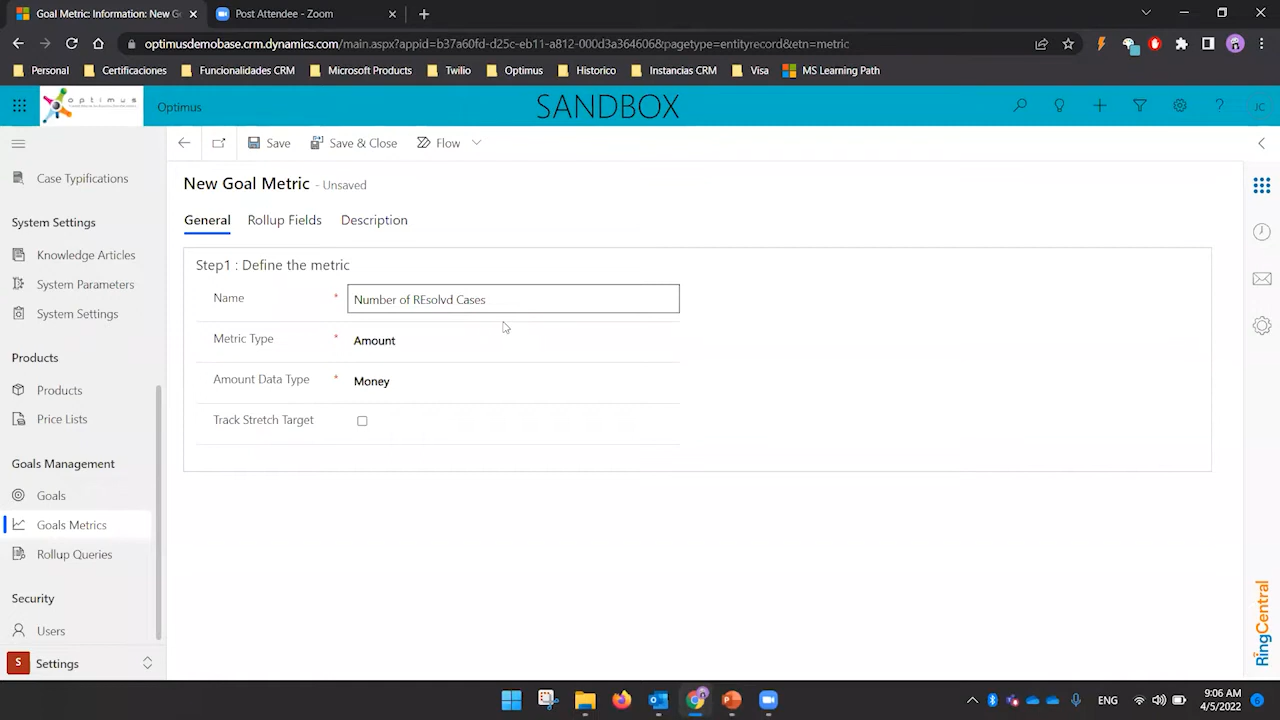 Goal Metric: Information: New G
Post Attendee - Zoom
optimusdemobase.crm.dynamics.com/main.aspx?appid=b37a60fd-d25c-eb11-a812-000d3a364606&pagetype=entityrecord&etn=metric
Personal
Certificaciones
Funcionalidades CRM
Microsoft Products
Twilio
Optimus
Historico
Instancias CRM
Visa
MS Learning Path
optimus
Optimus
SANDBOX
JC
Save
Save & Close
Flow
Case Typifications
System Settings
Knowledge Articles
System Parameters
System Settings
Products
Products
Price Lists
Goals Management
Goals
Goals Metrics
Rollup Queries
Security
Users
S
Settings
New Goal Metric - Unsaved
General
Rollup Fields
Description
Step1 : Define the metric
Name *
Number of REsolvd Cases
Metric Type *
Amount
Amount Data Type *
Money
Track Stretch Target
RingCentral
ENG
9:06 AM
4/5/2022
6